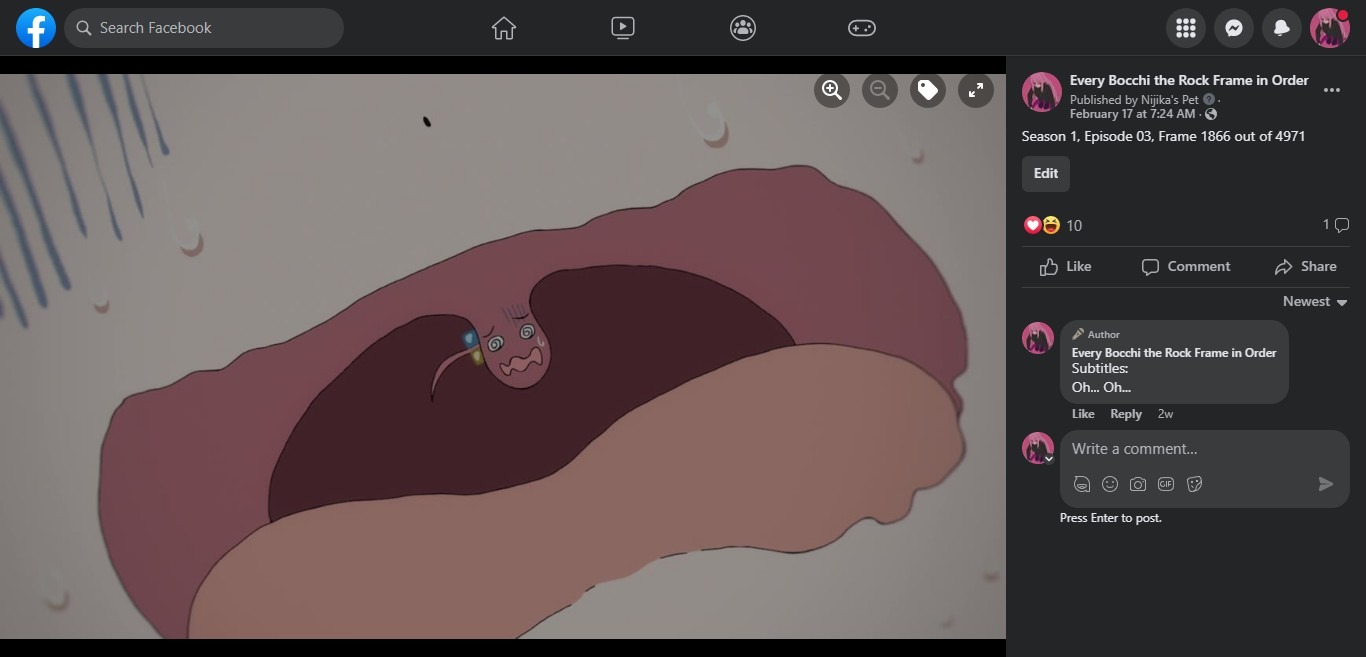 Search Facebook
Every Bocchi the Rock Frame in Order
Published by Nijika's Pet ·
February 17 at 7:24 AM ·
Season 1, Episode 03, Frame 1866 out of 4971
Edit
10
1
Like Comment Share
Newest
Author
Every Bocchi the Rock Frame in Order
Subtitles:
Oh... Oh...
Like Reply 2w
Write a comment...
GIF
Press Enter to post.